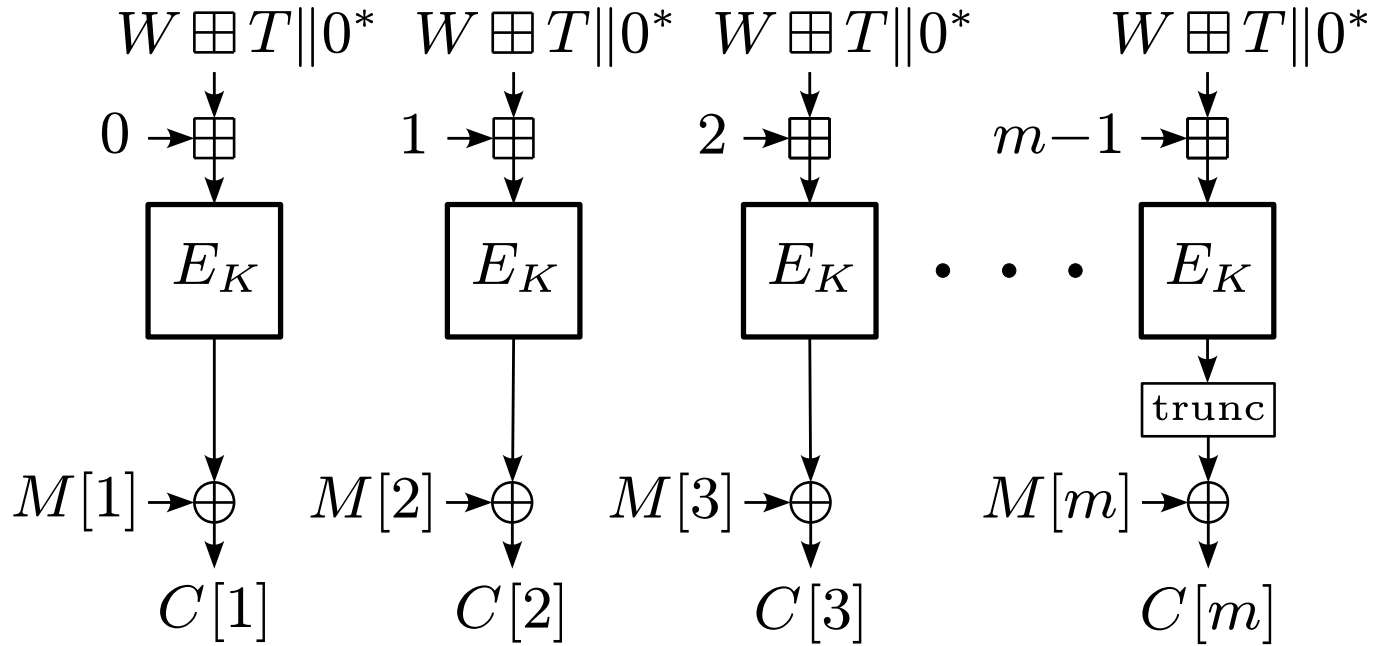 W ⊞ T∥0* W ⊞ T∥0* W ⊞ T∥0* W ⊞ T∥0*
0 1 2 m−1
E_K E_K E_K • • • E_K
trunc
M[1] M[2] M[3] M[m]
C[1] C[2] C[3] C[m]